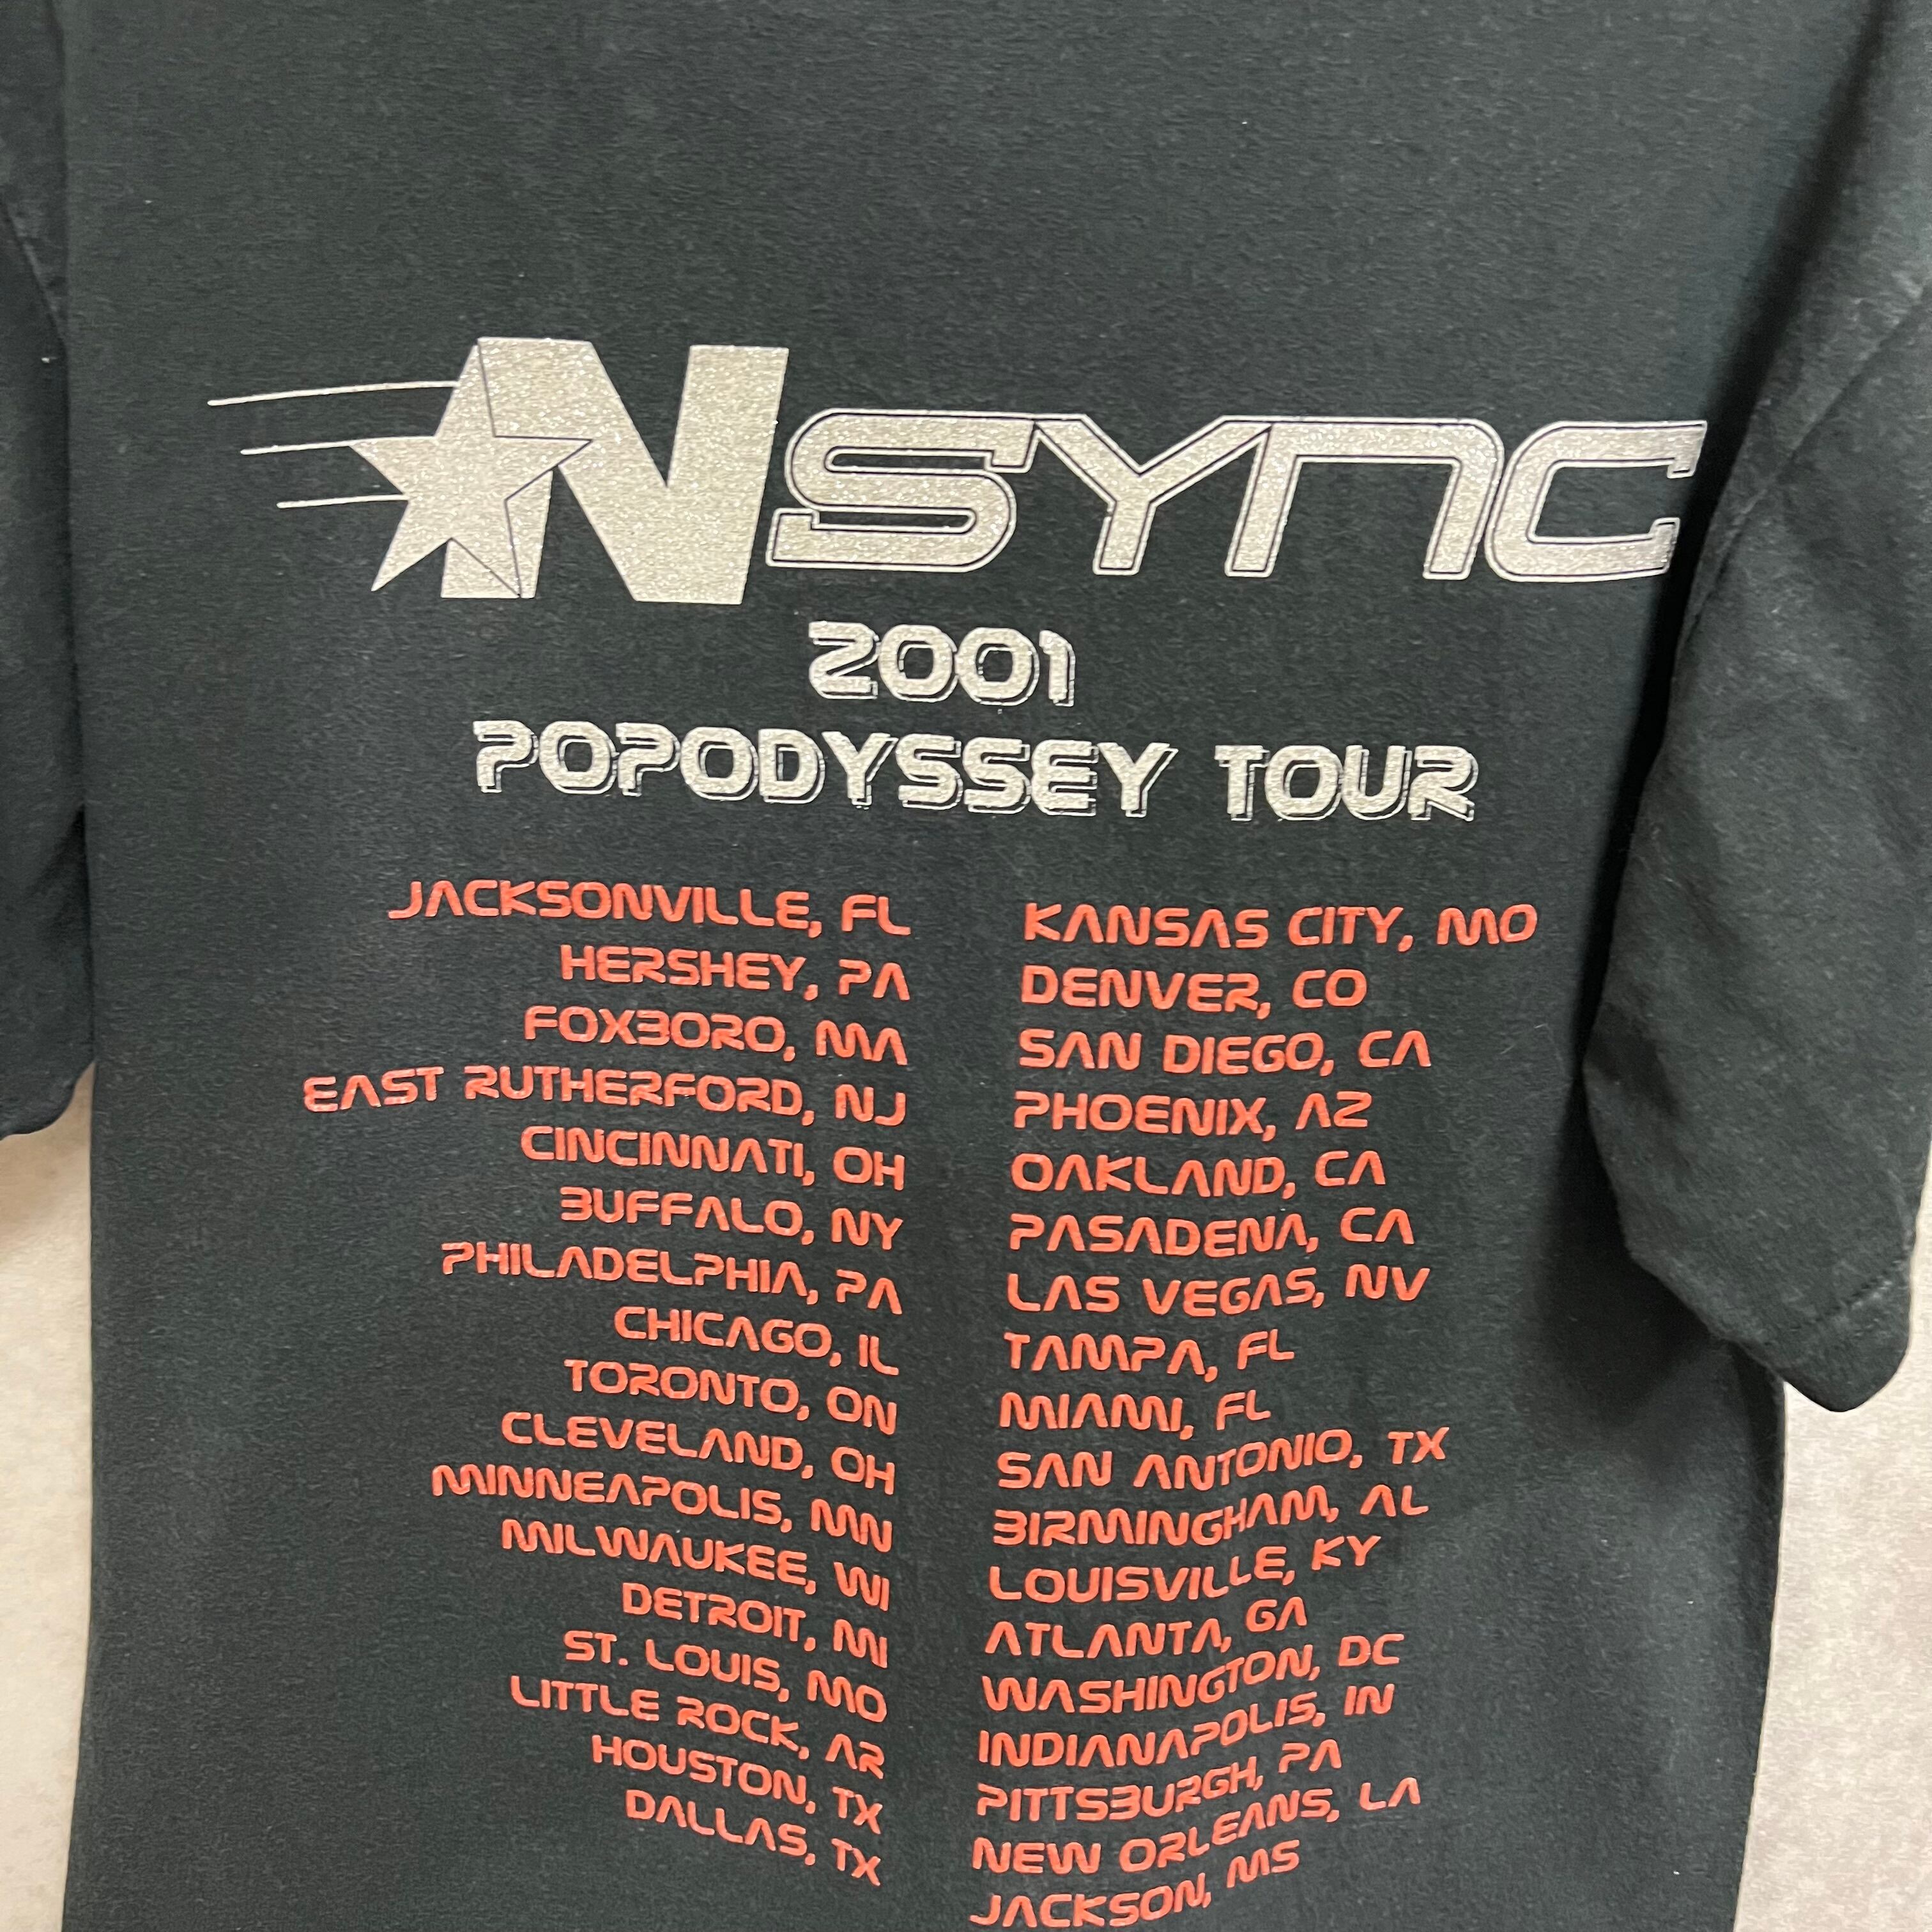 NSYNC
2001
POPODYSSEY TOUR
JACKSONVILLE, FL
HERSHEY, PA
FOXBORO, MA
EAST RUTHERFORD, NJ
CINCINNATI, OH
BUFFALO, NY
PHILADELPHIA, PA
CHICAGO, IL
TORONTO, ON
CLEVELAND, OH
MINNEAPOLIS, MN
MILWAUKEE, WI
DETROIT, MI
ST. LOUIS, MO
LITTLE ROCK, AR
HOUSTON, TX
DALLAS, TX
KANSAS CITY, MO
DENVER, CO
SAN DIEGO, CA
PHOENIX, AZ
OAKLAND, CA
PASADENA, CA
LAS VEGAS, NV
TAMPA, FL
MIAMI, FL
SAN ANTONIO, TX
BIRMINGHAM, AL
LOUISVILLE, KY
ATLANTA, GA
WASHINGTON, DC
INDIANAPOLIS, IN
PITTSBURGH, PA
NEW ORLEANS, LA
JACKSON, MS